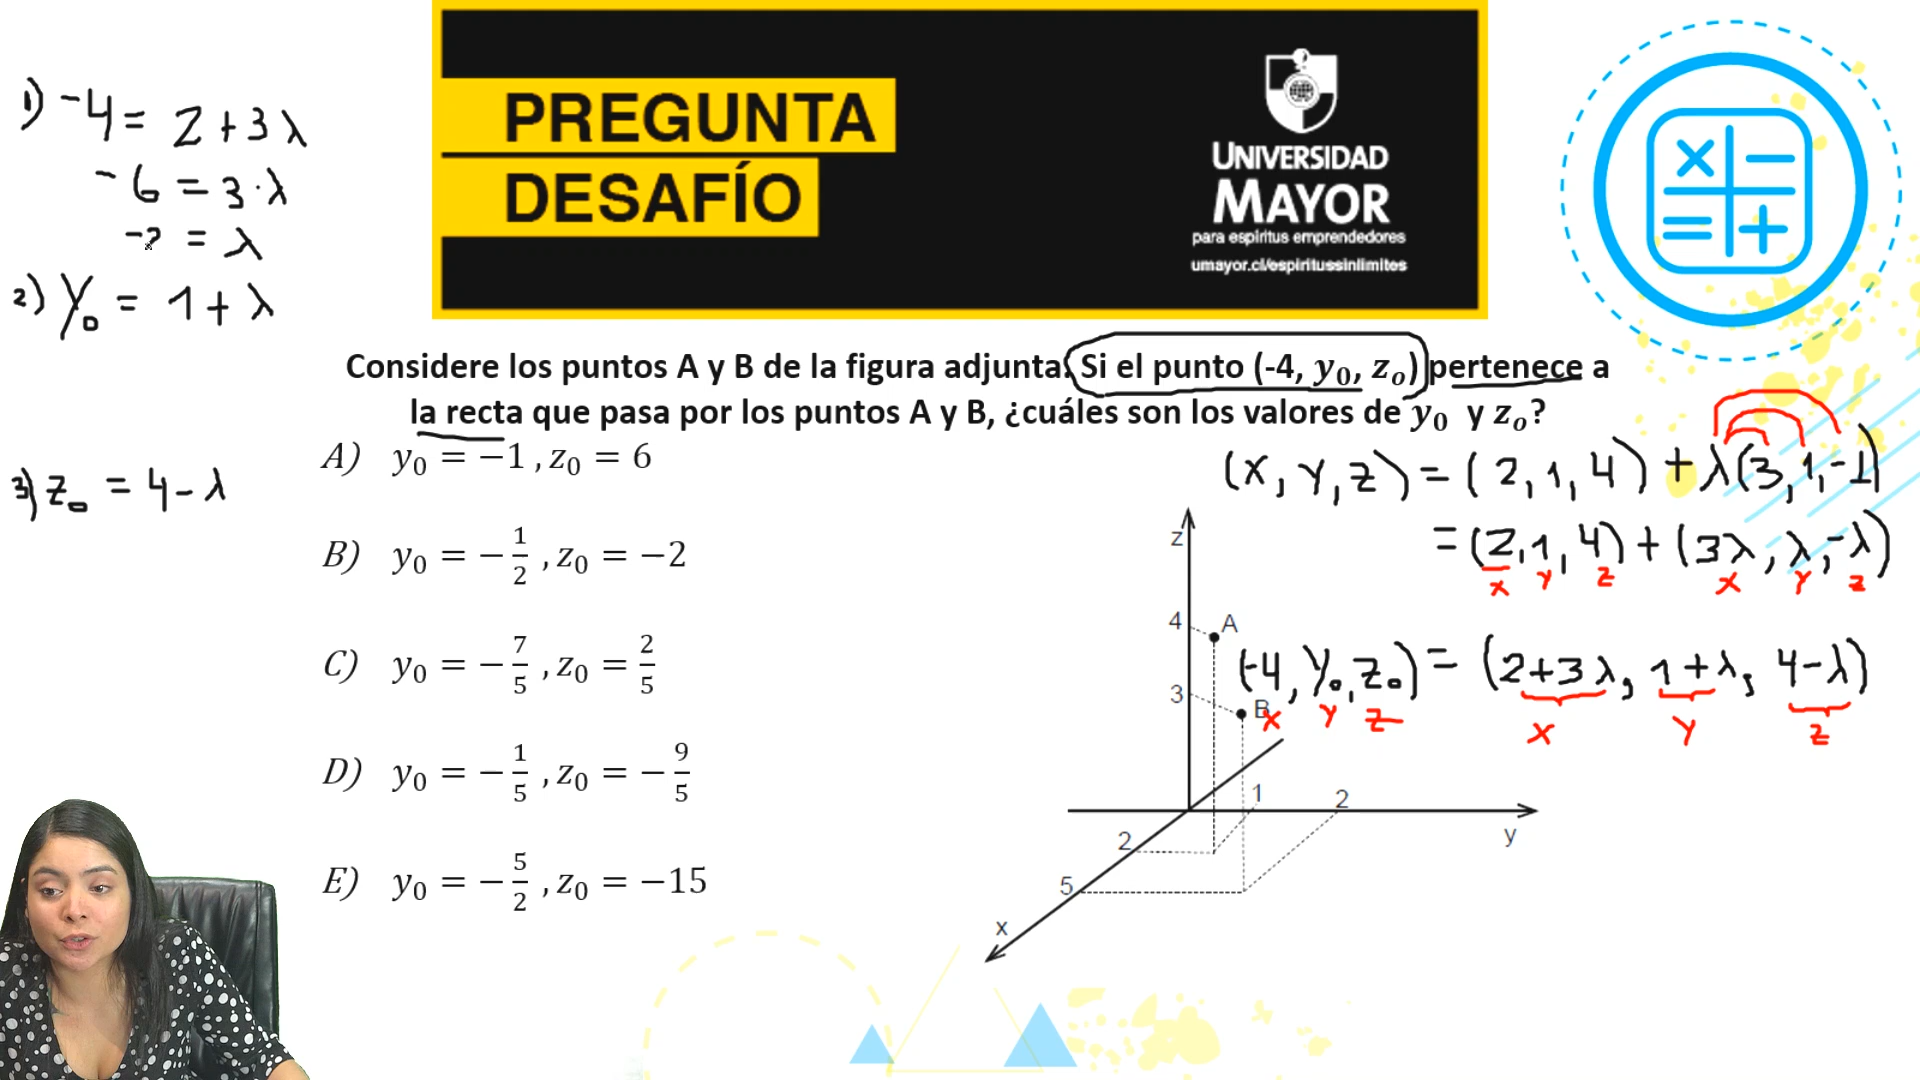 PREGUNTA
DESAFÍO
UNIVERSIDAD
MAYOR
para espíritus emprendedores
umayor.cl/espiritussinlimites
1) -4 = 2 + 3λ
-6 = 3·λ
-2 = λ
2) y₀ = 1 + λ
3) z₀ = 4 - λ
Considere los puntos A y B de la figura adjunta. Si el punto (-4, y₀, zₒ) pertenece a
la recta que pasa por los puntos A y B, ¿cuáles son los valores de y₀ y zₒ?
A) y₀ = −1 , z₀ = 6
B) y₀ = −1/2 , z₀ = −2
C) y₀ = −7/5 , z₀ = 2/5
D) y₀ = −1/5 , z₀ = −9/5
E) y₀ = −5/2 , z₀ = −15
(x, y, z) = (2, 1, 4) + λ(3, 1, -1)
= (2, 1, 4) + (3λ, λ, -λ)
x y z x y z
(-4, y₀, z₀) = (2+3λ, 1+λ, 4-λ)
x y z x y z
z
4 A
3 B
1 2
y
2
5
x